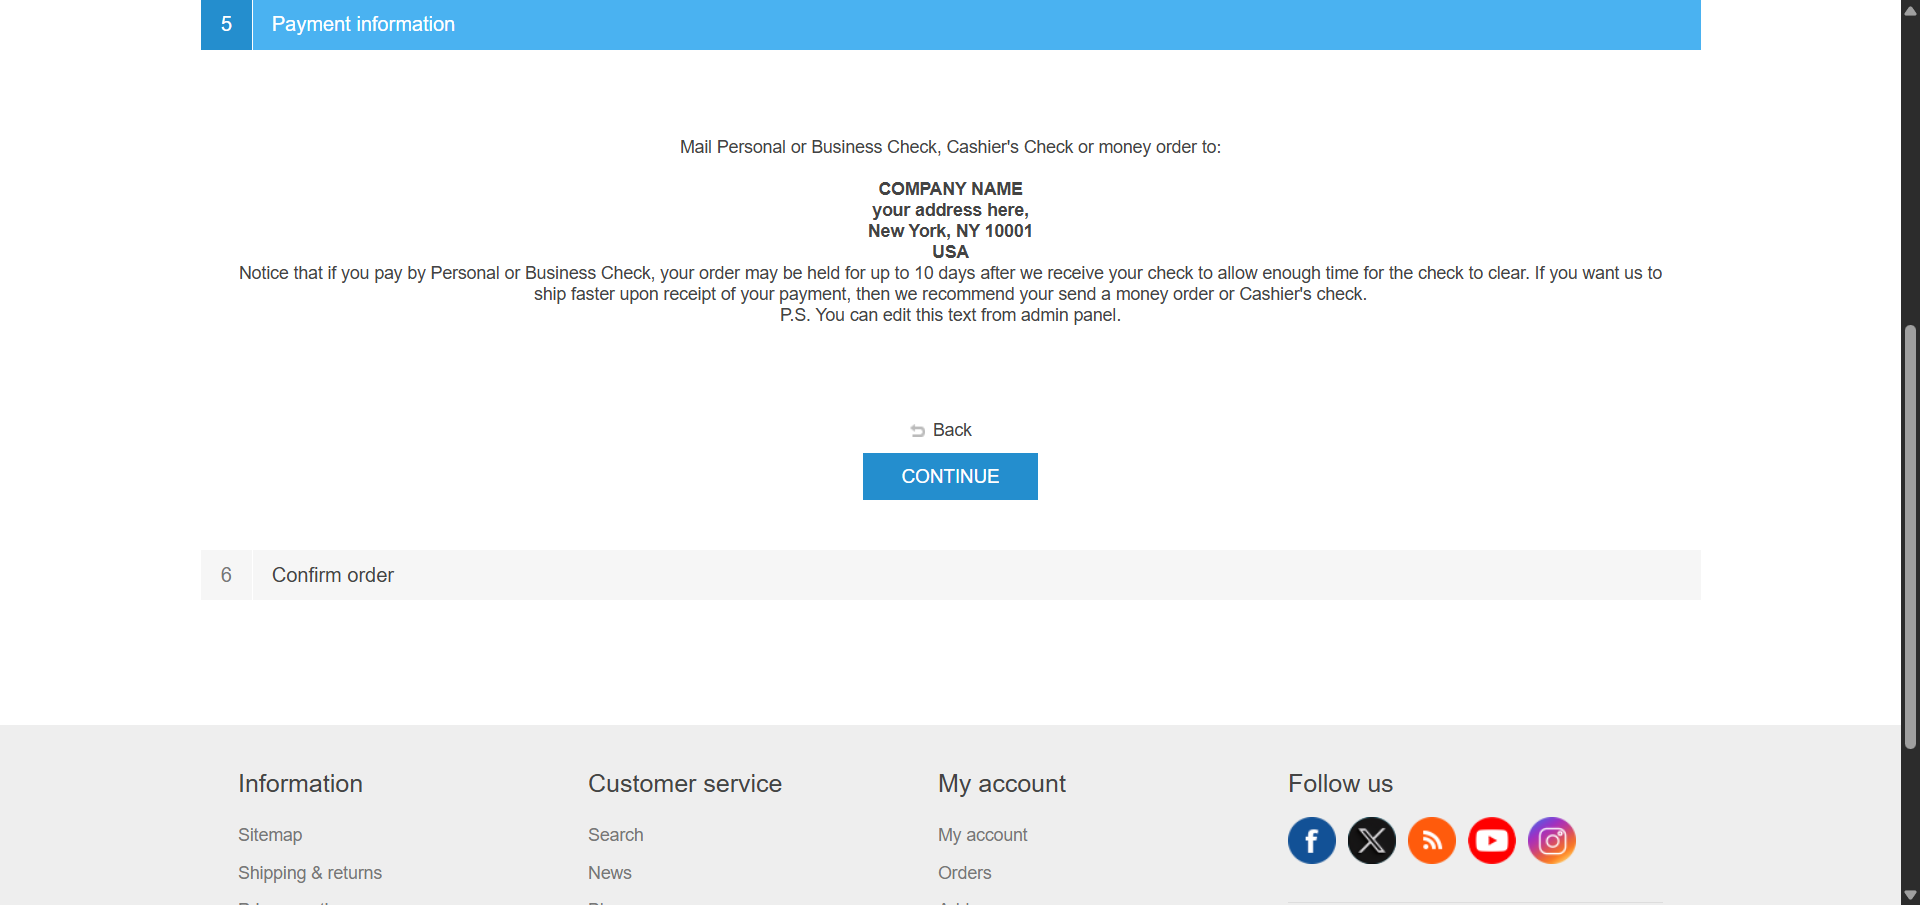 5 Payment information
Mail Personal or Business Check, Cashier's Check or money order to:
COMPANY NAME
your address here,
New York, NY 10001
USA
Notice that if you pay by Personal or Business Check, your order may be held for up to 10 days after we receive your check to allow enough time for the check to clear. If you want us to
ship faster upon receipt of your payment, then we recommend your send a money order or Cashier's check.
P.S. You can edit this text from admin panel.
Back
CONTINUE
6 Confirm order
Information
Sitemap
Shipping & returns
Customer service
Search
News
My account
My account
Orders
Follow us